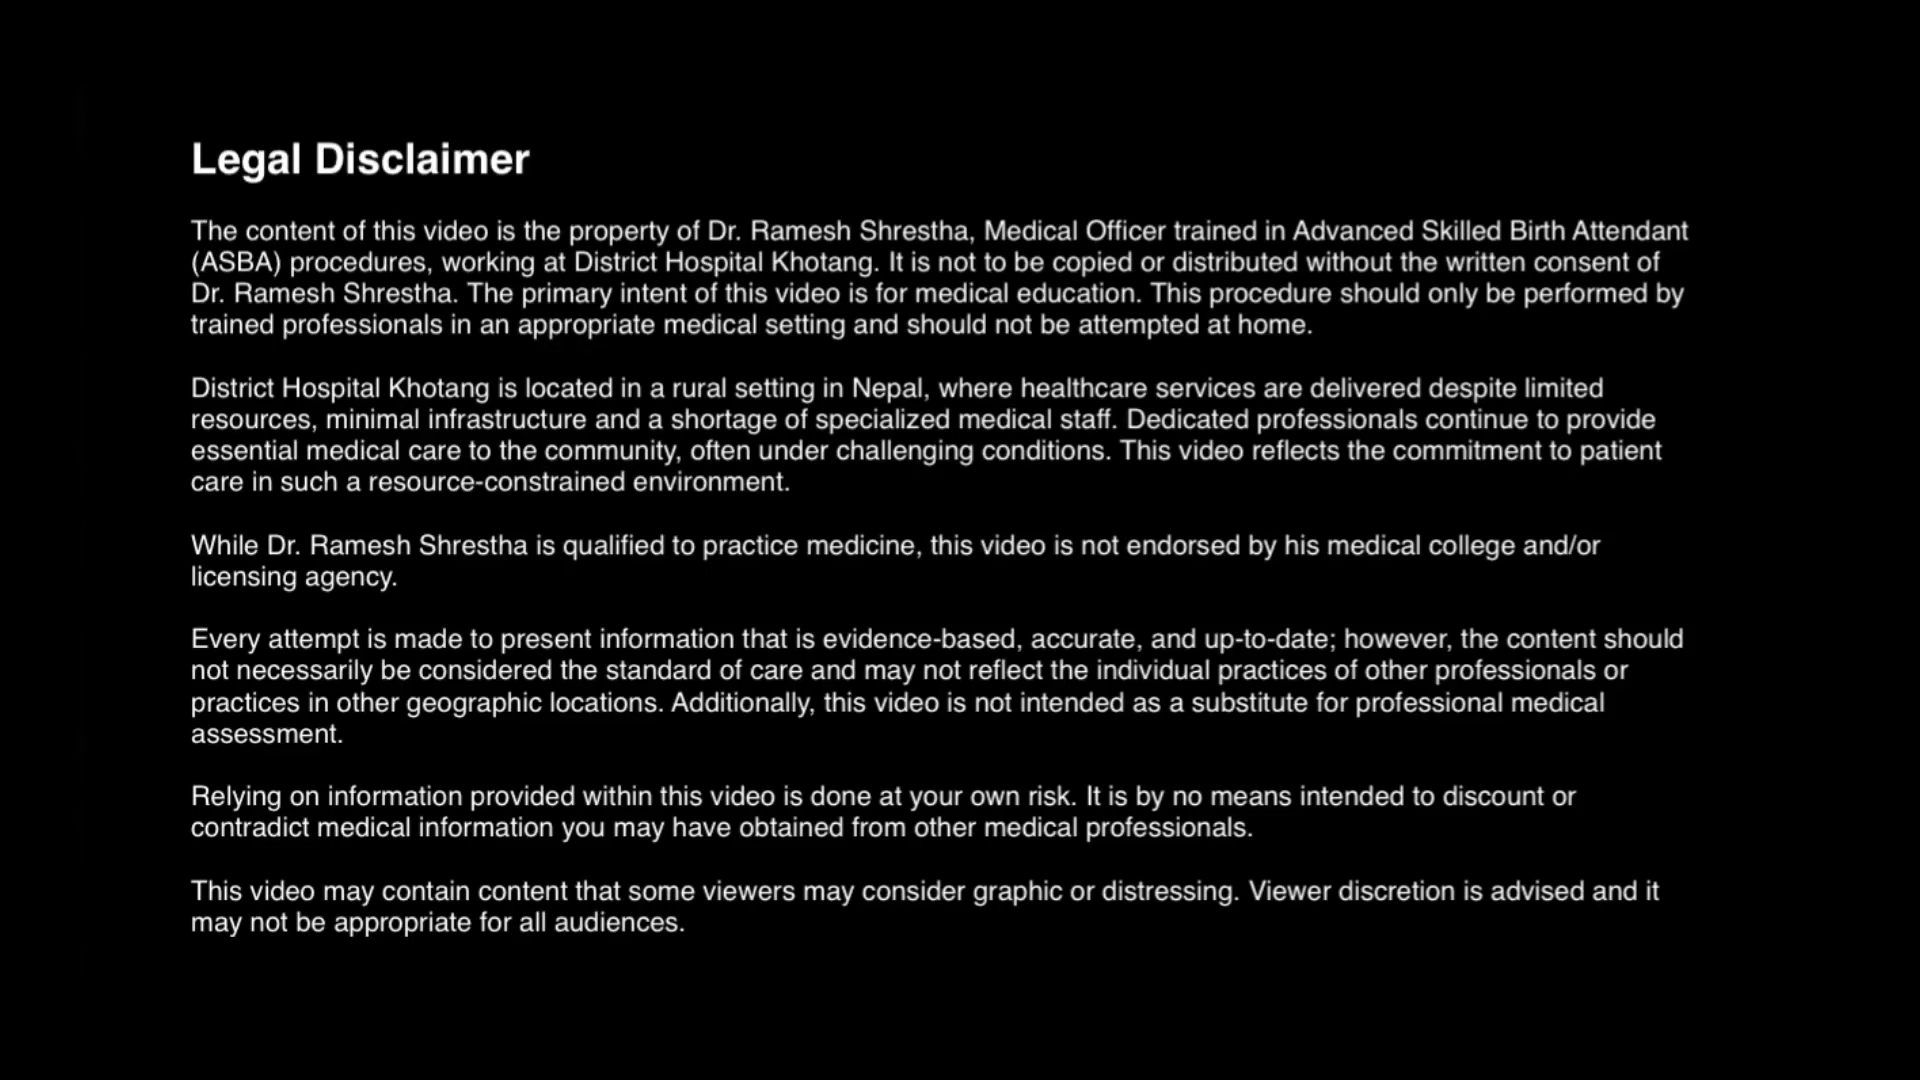 Legal Disclaimer
The content of this video is the property of Dr. Ramesh Shrestha, Medical Officer trained in Advanced Skilled Birth Attendant
(ASBA) procedures, working at District Hospital Khotang. It is not to be copied or distributed without the written consent of
Dr. Ramesh Shrestha. The primary intent of this video is for medical education. This procedure should only be performed by
trained professionals in an appropriate medical setting and should not be attempted at home.
District Hospital Khotang is located in a rural setting in Nepal, where healthcare services are delivered despite limited
resources, minimal infrastructure and a shortage of specialized medical staff. Dedicated professionals continue to provide
essential medical care to the community, often under challenging conditions. This video reflects the commitment to patient
care in such a resource-constrained environment.
While Dr. Ramesh Shrestha is qualified to practice medicine, this video is not endorsed by his medical college and/or
licensing agency.
Every attempt is made to present information that is evidence-based, accurate, and up-to-date; however, the content should
not necessarily be considered the standard of care and may not reflect the individual practices of other professionals or
practices in other geographic locations. Additionally, this video is not intended as a substitute for professional medical
assessment.
Relying on information provided within this video is done at your own risk. It is by no means intended to discount or
contradict medical information you may have obtained from other medical professionals.
This video may contain content that some viewers may consider graphic or distressing. Viewer discretion is advised and it
may not be appropriate for all audiences.